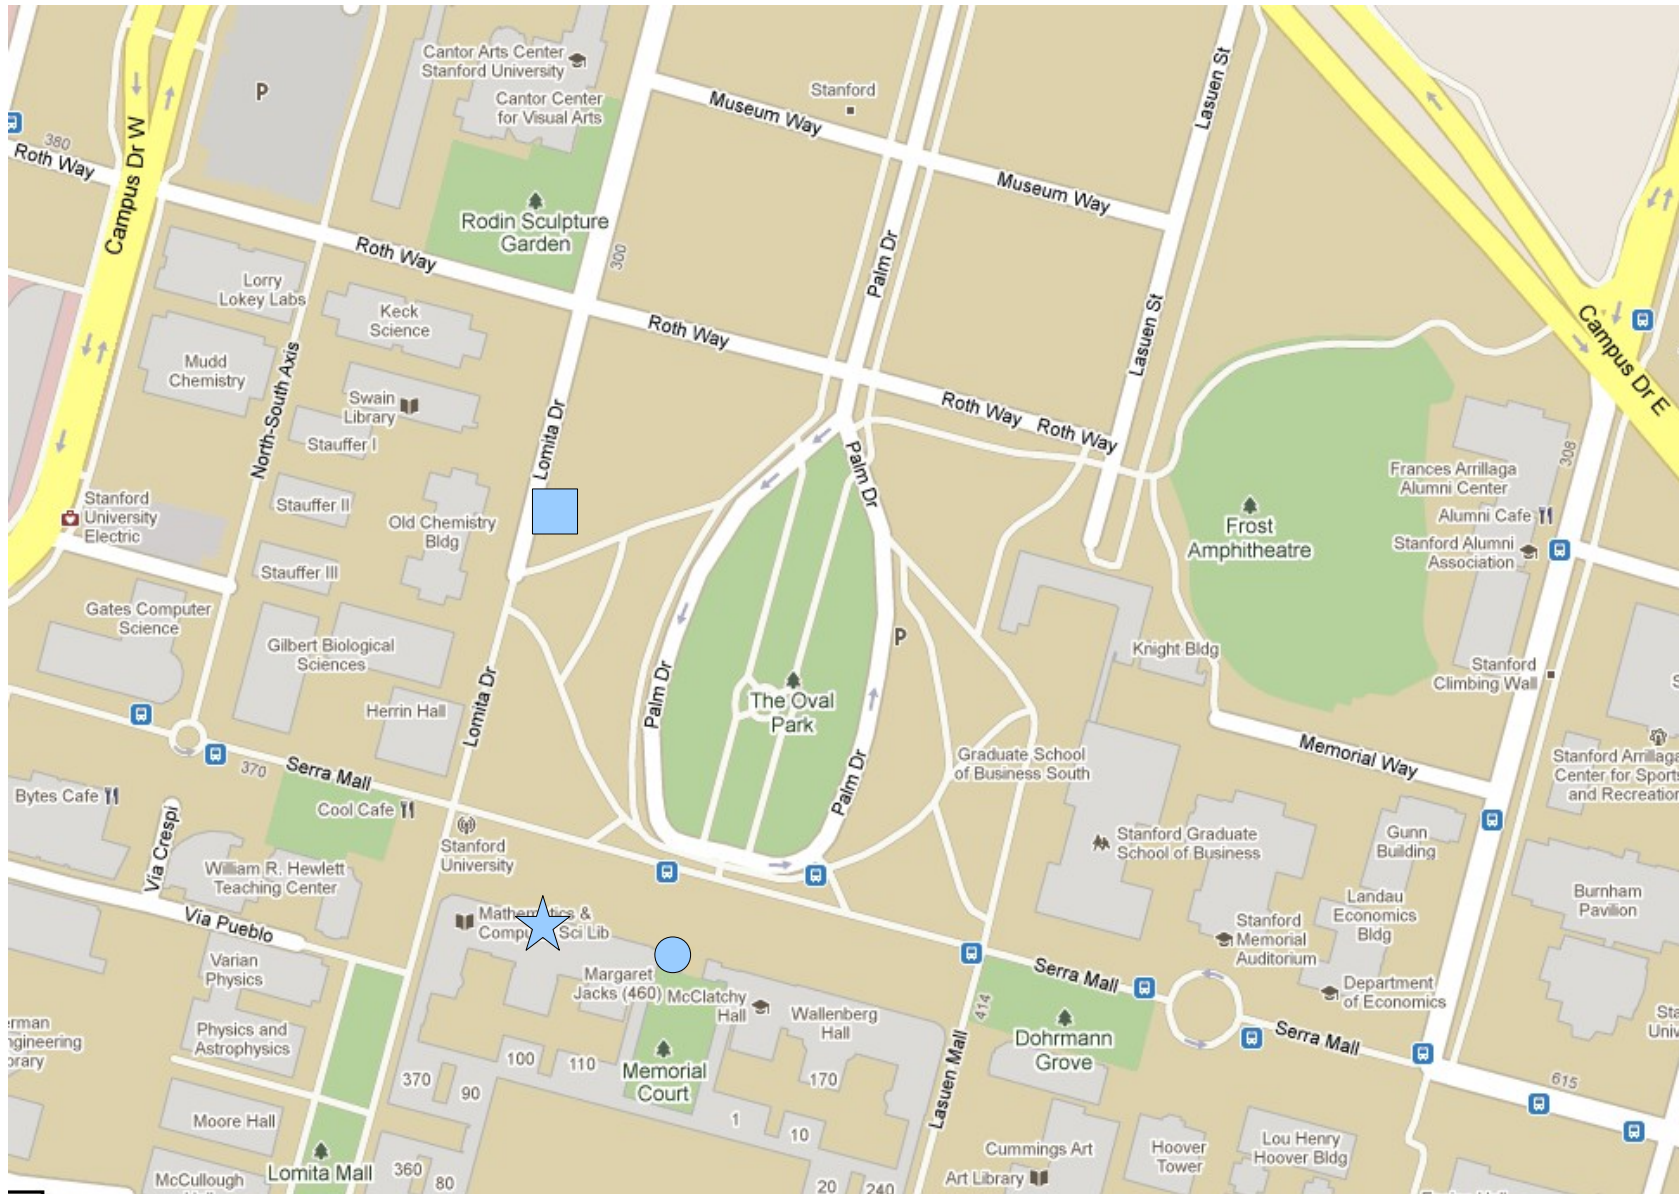 Cantor Arts Center
Stanford University
Cantor Center
for Visual Arts
P
Stanford
Museum Way
Museum Way
Lasuen St
380
Roth Way
Campus Dr W
Rodin Sculpture
Garden
300
Palm Dr
Roth Way
Lorry
Lokey Labs
Keck
Science
Roth Way
Lasuen St
Campus Dr E
Mudd
Chemistry
North-South Axis
Swain
Library
Stauffer I
Lomita Dr
Roth Way
Roth Way
308
Palm Dr
Frances Arrillaga
Alumni Center
Alumni Cafe
Stanford Alumni
Association
Stanford
University
Electric
Stauffer II
Old Chemistry
Bldg
Frost
Amphitheatre
Stauffer III
Gates Computer
Science
Gilbert Biological
Sciences
P
Knight Bldg
Stanford
Climbing Wall
S
Herrin Hall
Lomita Dr
Palm Dr
The Oval
Park
Palm Dr
Graduate School
of Business South
Memorial Way
Stanford Arrillaga
Center for Sports
and Recreation
370
Serra Mall
Bytes Cafe
Cool Cafe
Via Crespi
Stanford
University
Stanford Graduate
School of Business
Gunn
Building
William R. Hewlett
Teaching Center
Landau
Economics
Bldg
Burnham
Pavilion
Via Pueblo
Mathematics &
Computer Sci Lib
Stanford
Memorial
Auditorium
Varian
Physics
Margaret
Jacks (460)
McClatchy
Hall
Wallenberg
Hall
Serra Mall
414
Department
of Economics
erman
ngineering
brary
Physics and
Astrophysics
Dohrmann
Grove
Serra Mall
Sta
Univ
100
110
Memorial
Court
370
90
170
Lasuen Mall
615
Moore Hall
1
10
Cummings Art
Hoover
Tower
Lou Henry
Hoover Bldg
Lomita Mall
McCullough
360
80
Art Library
20
240